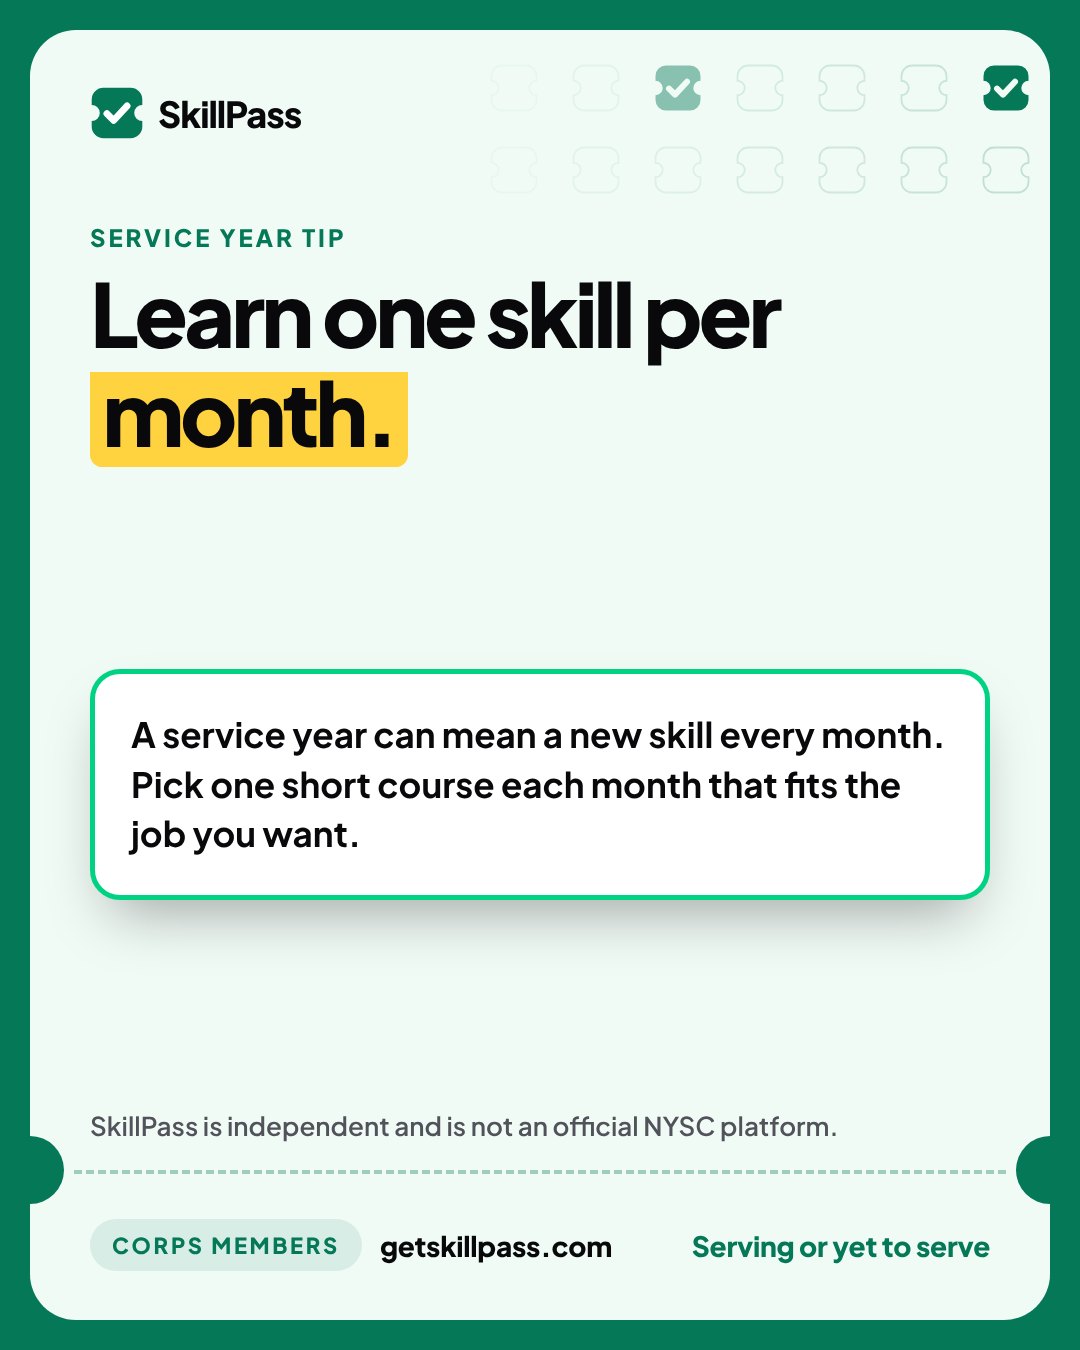 SkillPass
SERVICE YEAR TIP
Learn one skill per
month.
A service year can mean a new skill every month.
Pick one short course each month that fits the
job you want.
SkillPass is independent and is not an official NYSC platform.
CORPS MEMBERS getskillpass.com Serving or yet to serve